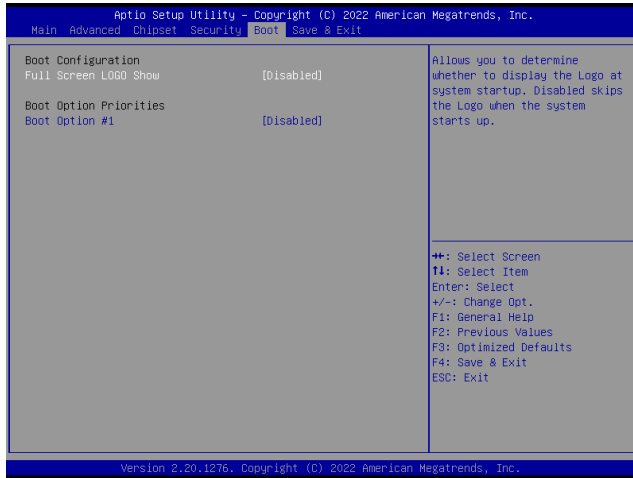 Aptio Setup Utility – Copyright (C) 2022 American Megatrends, Inc.
Main Advanced Chipset Security Boot Save & Exit
Boot Configuration
Full Screen LOGO Show [Disabled]
Boot Option Priorities
Boot Option #1 [Disabled]
Allows you to determine
whether to display the Logo at
system startup. Disabled skips
the Logo when the system
starts up.
→←: Select Screen
↑↓: Select Item
Enter: Select
+/-: Change Opt.
F1: General Help
F2: Previous Values
F3: Optimized Defaults
F4: Save & Exit
ESC: Exit
Version 2.20.1276. Copyright (C) 2022 American Megatrends, Inc.